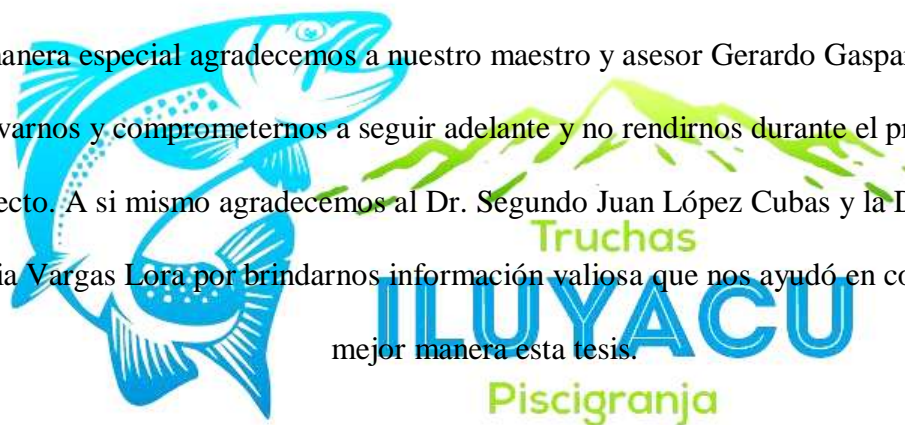 manera especial agradecemos a nuestro maestro y asesor Gerardo Gaspa
varnos y comprometernos a seguir adelante y no rendirnos durante el p
ecto. A si mismo agradecemos al Dr. Segundo Juan López Cubas y la D
Truchas
ia Vargas Lora por brindarnos información valiosa que nos ayudó en co
ILUYACU
mejor manera esta tesis.
Piscigranja